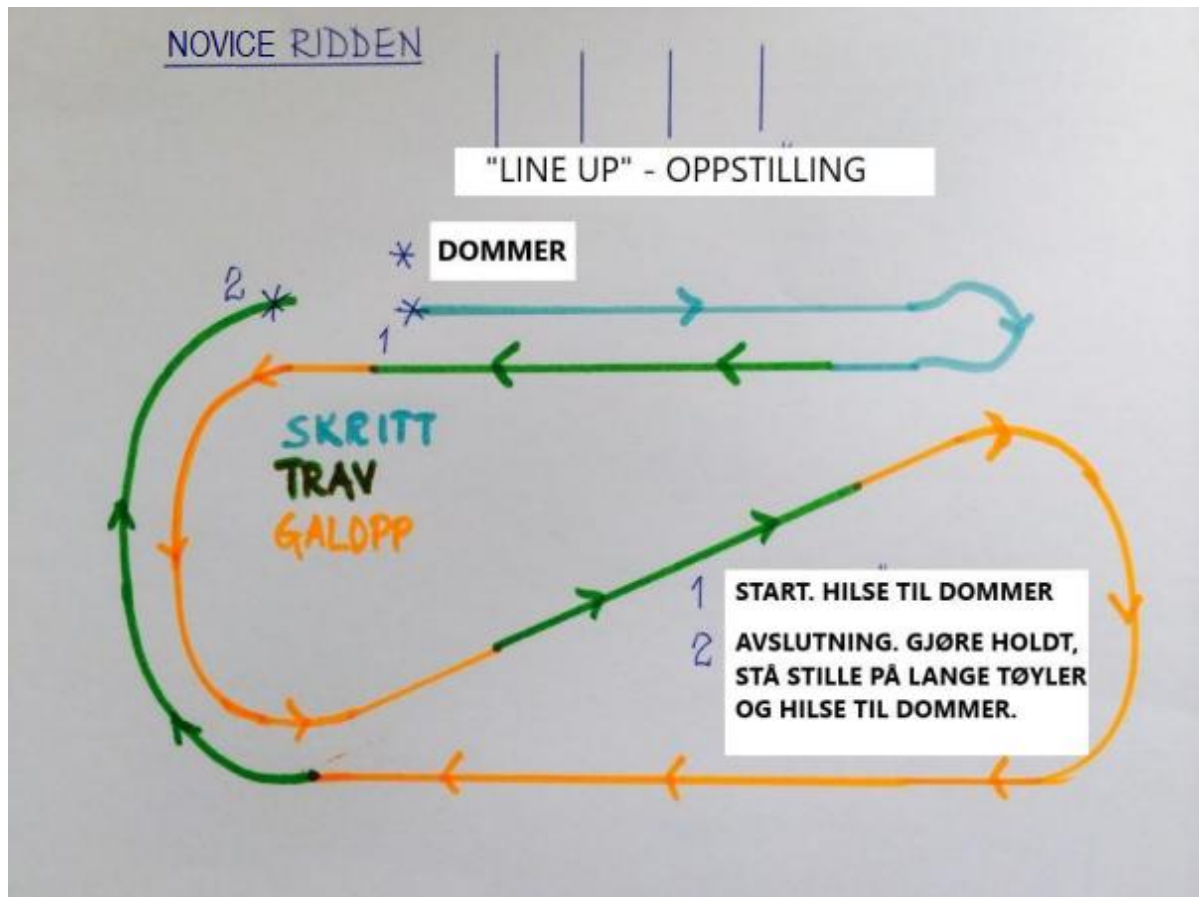 NOVICE RIDDEN
"LINE UP" - OPPSTILLING
DOMMER
2
1
SKRITT
TRAV
GALOPP
1 START. HILSE TIL DOMMER
2 AVSLUTNING. GJØRE HOLDT,
STÅ STILLE PÅ LANGE TØYLER
OG HILSE TIL DOMMER.